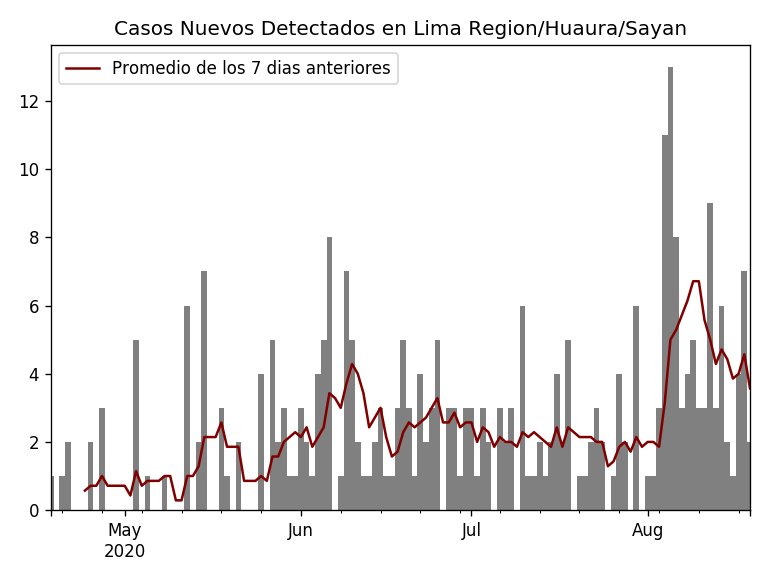 Casos Nuevos Detectados en Lima Region/Huaura/Sayan
Promedio de los 7 dias anteriores
12
10
8
6
4
2
0
May
2020
Jun
Jul
Aug